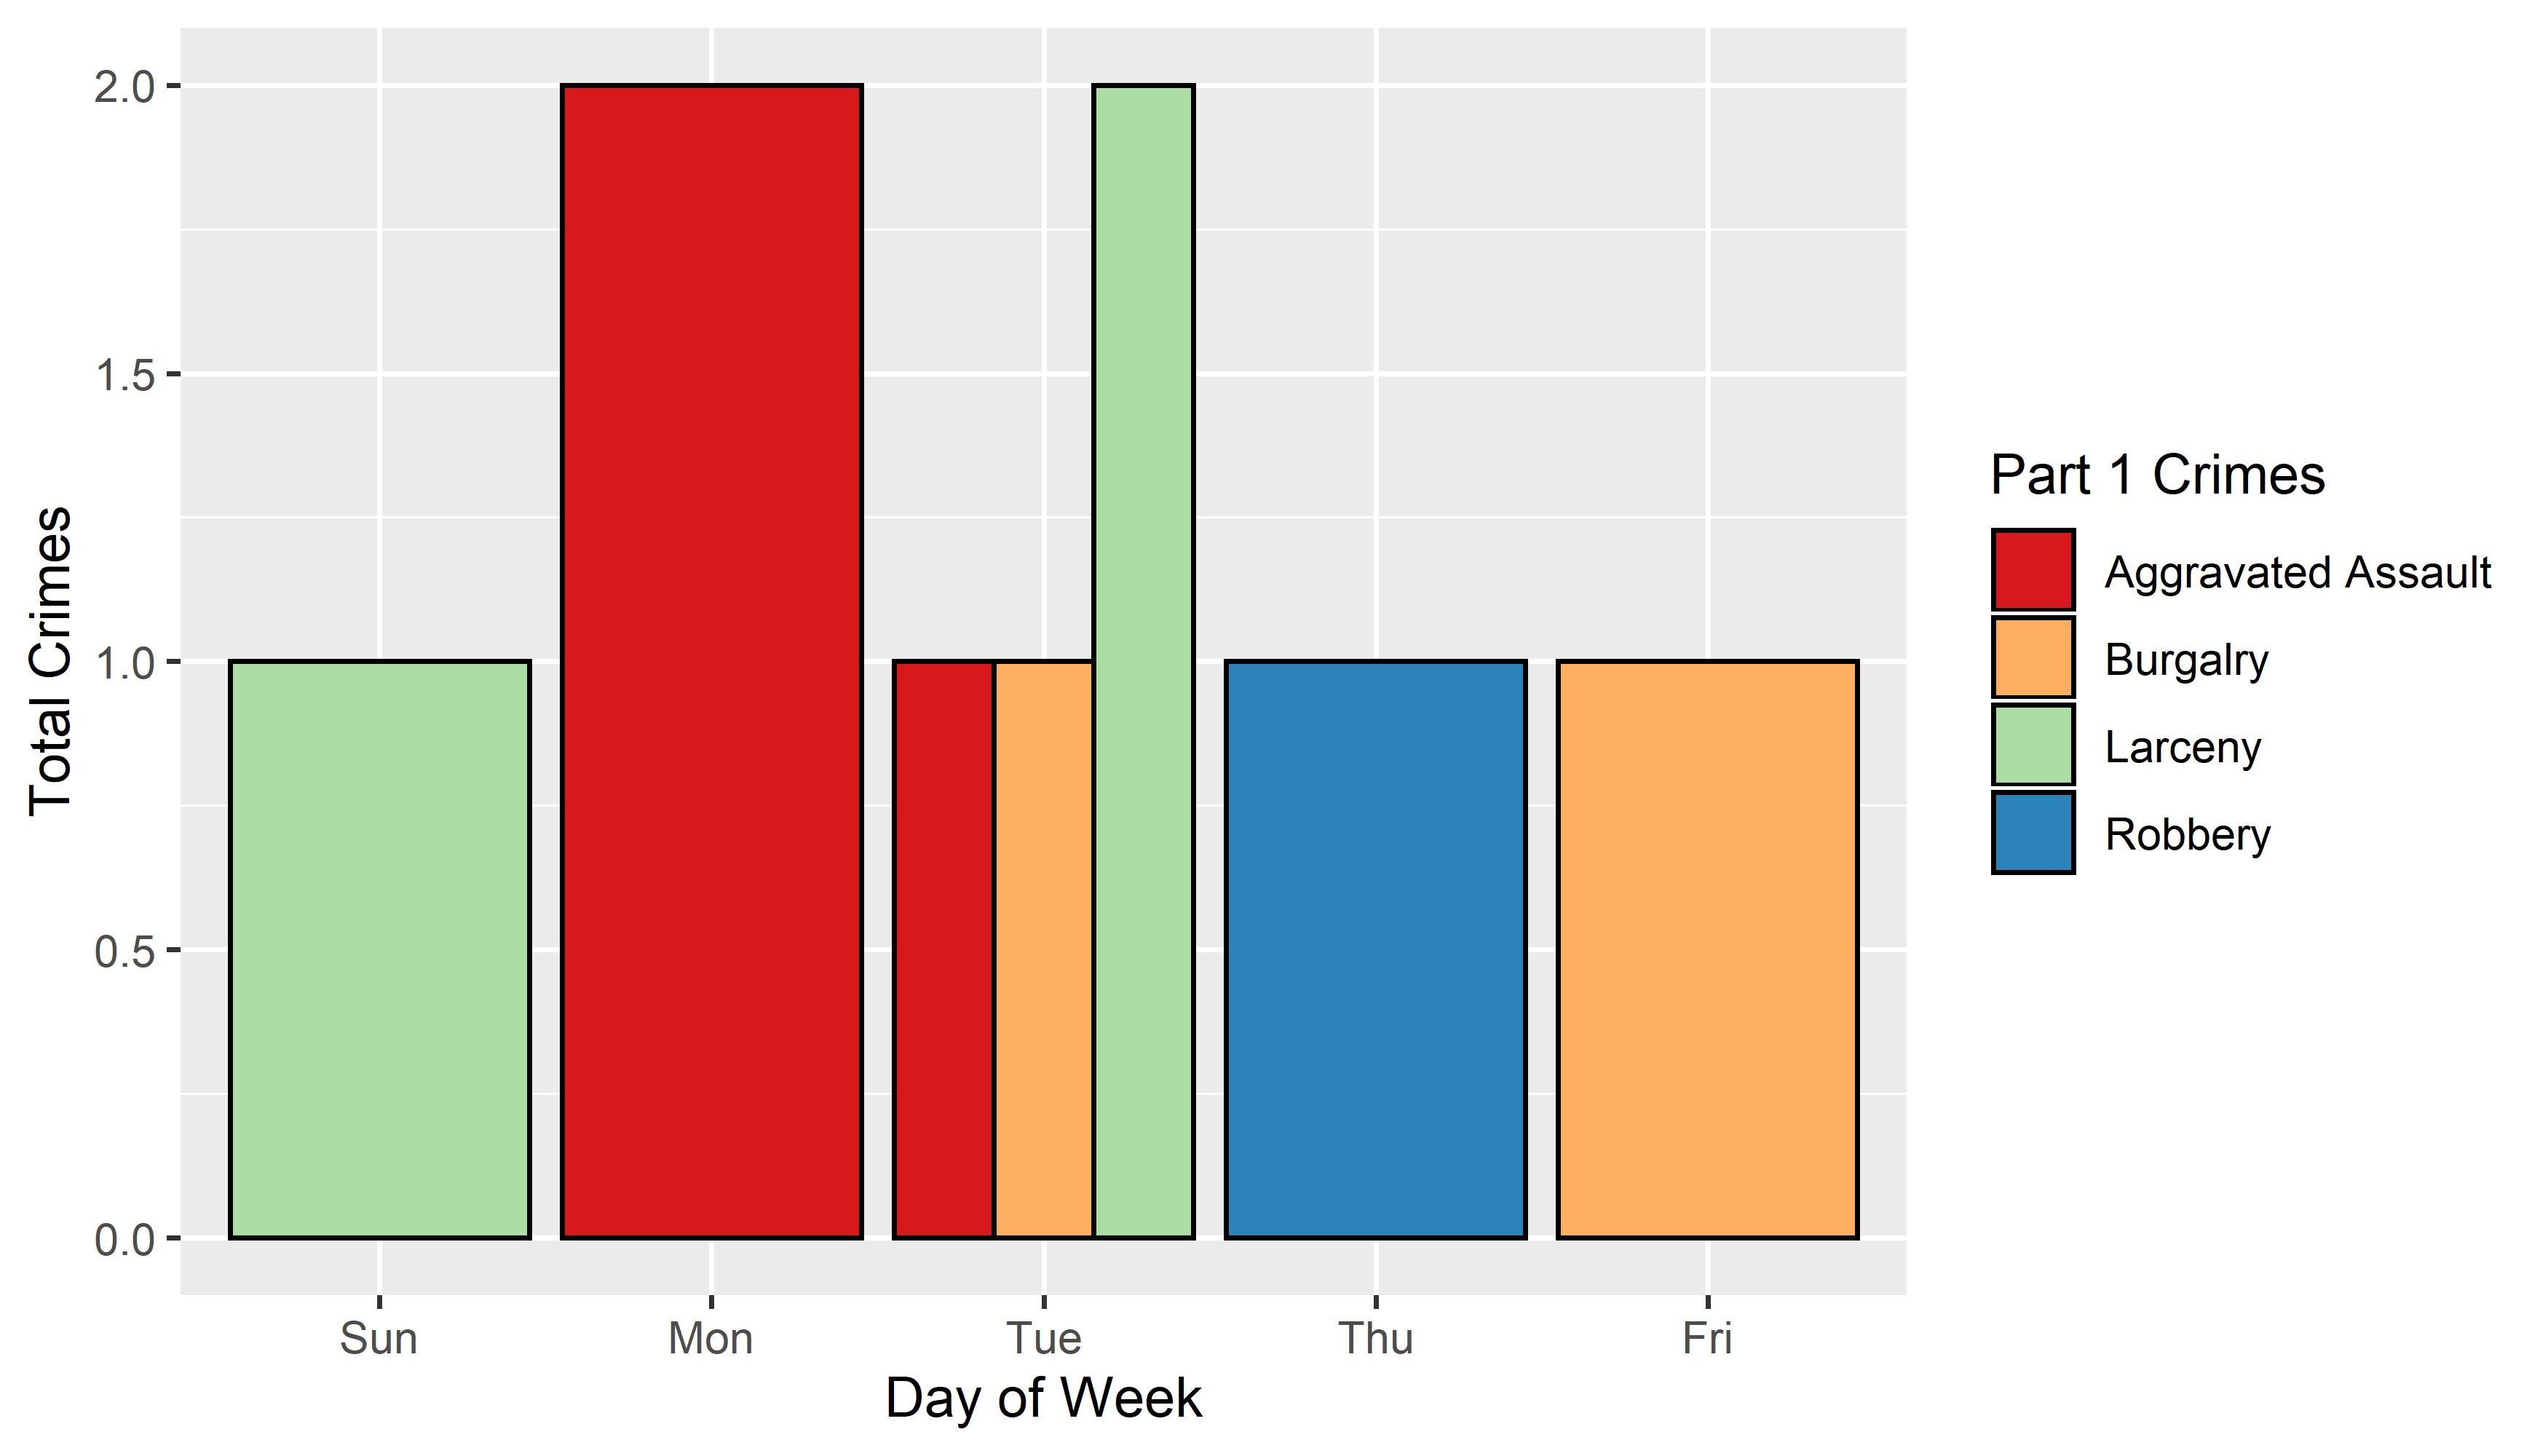 Total Crimes
2.0
1.5
1.0
0.5
0.0
Sun Mon Tue Thu Fri
Day of Week
Part 1 Crimes
Aggravated Assault
Burgalry
Larceny
Robbery